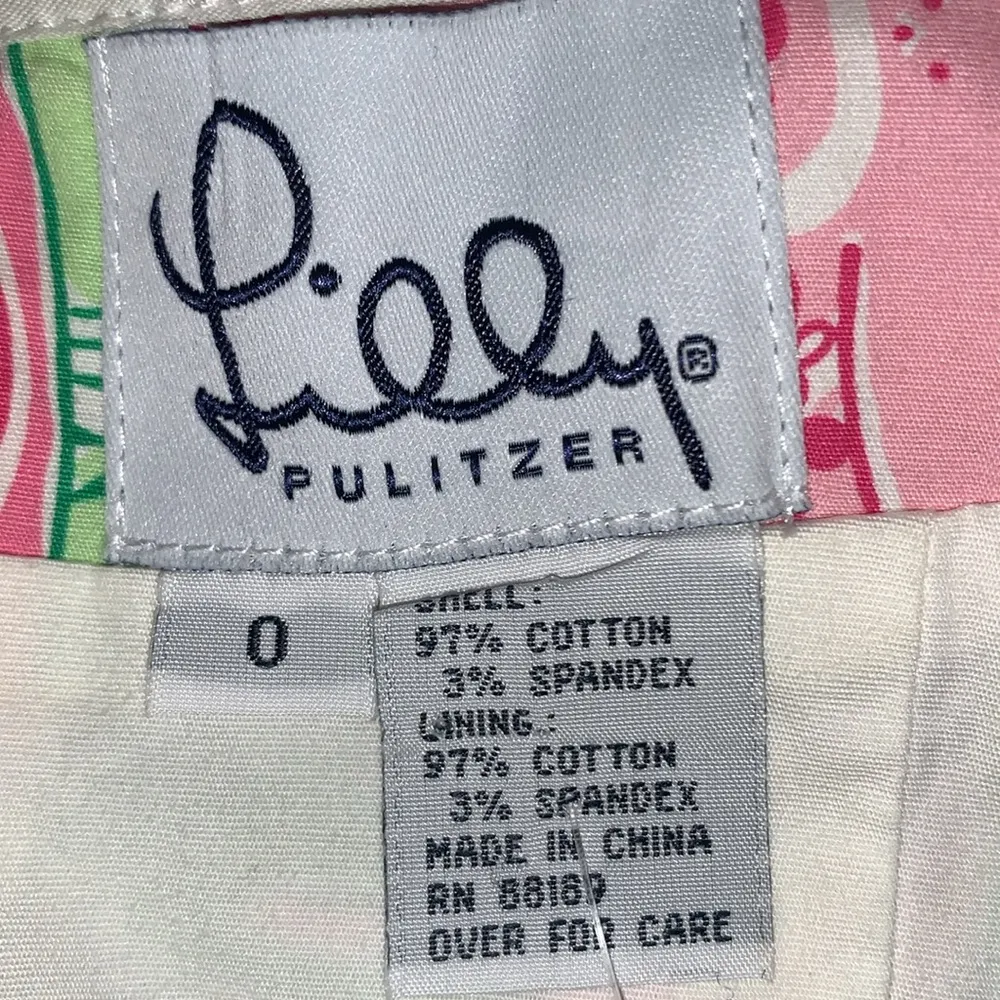 Lilly®
PULITZER
0
SHELL:
97% COTTON
3% SPANDEX
LINING:
97% COTTON
3% SPANDEX
MADE IN CHINA
RN
OVER FOR CARE